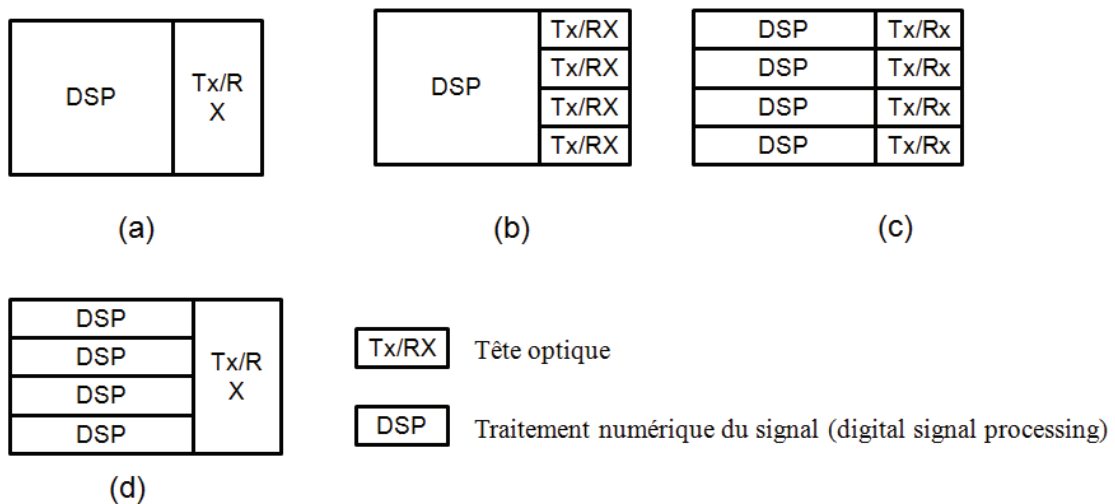 DSP
Tx/R
X
(a)
DSP
Tx/RX
Tx/RX
Tx/RX
Tx/RX
(b)
DSP Tx/Rx
DSP Tx/Rx
DSP Tx/Rx
DSP Tx/Rx
(c)
DSP
DSP
DSP
DSP
Tx/R
X
(d)
Tx/RX Tête optique
DSP Traitement numérique du signal (digital signal processing)